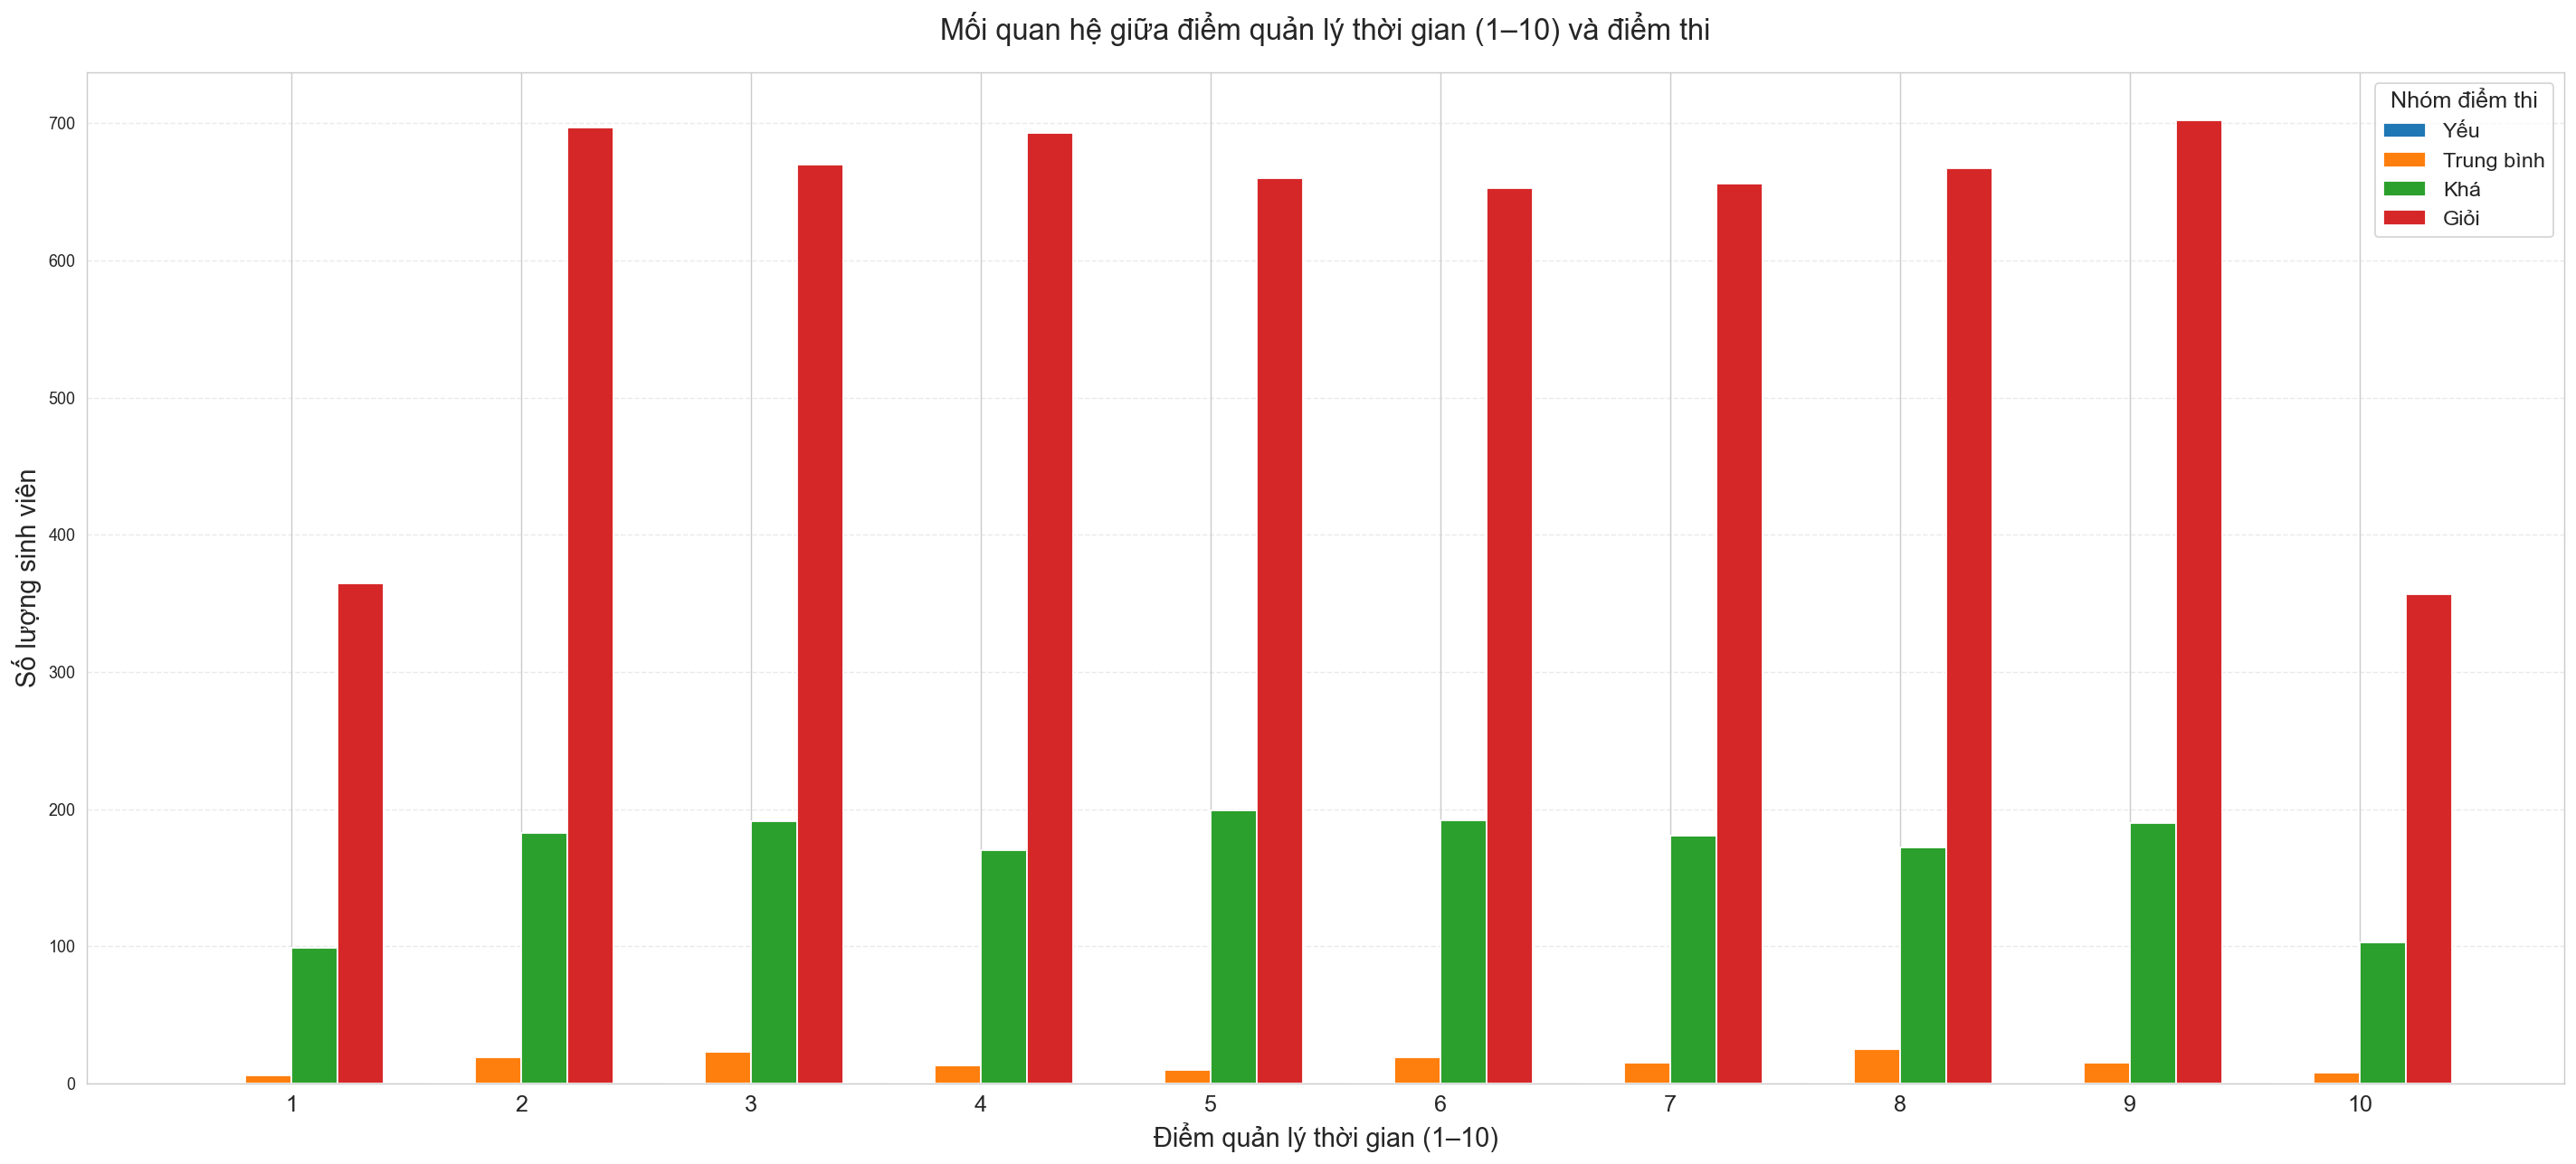 Mối quan hệ giữa điểm quản lý thời gian (1–10) và điểm thi
Nhóm điểm thi
Yếu
Trung bình
Khá
Giỏi
Số lượng sinh viên
700
600
500
400
300
200
100
0
1 2 3 4 5 6 7 8 9 10
Điểm quản lý thời gian (1–10)